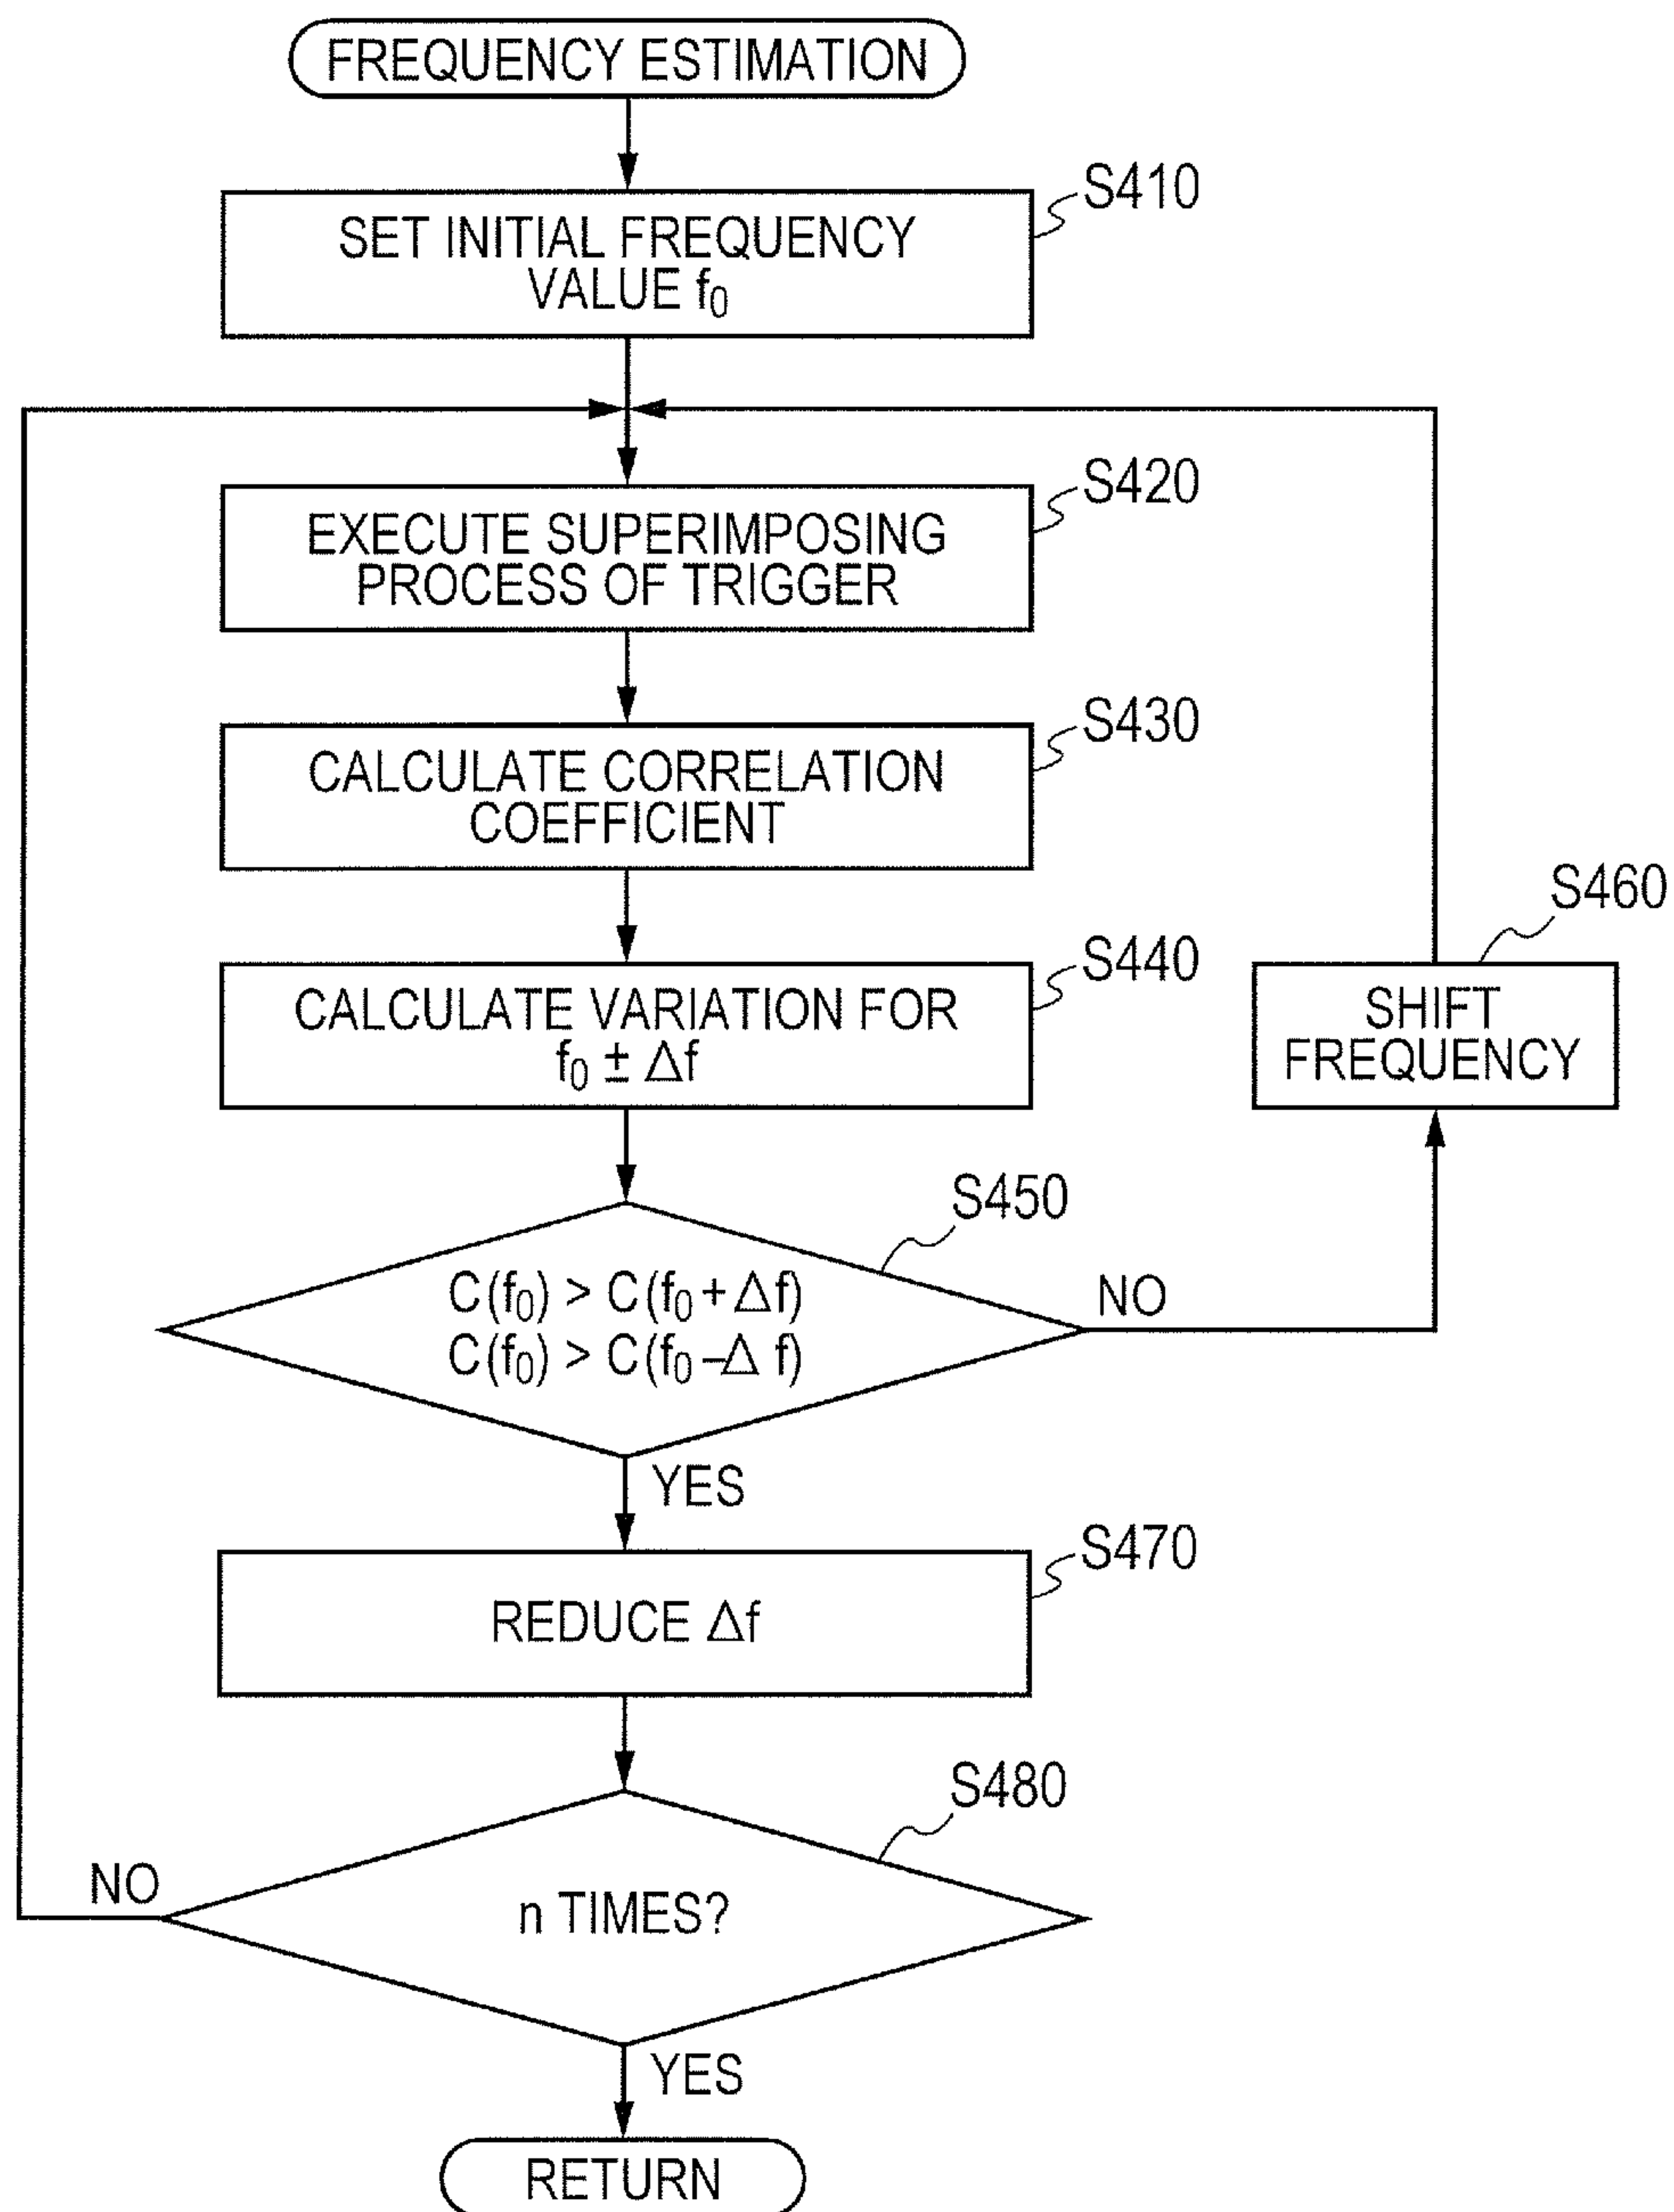 FREQUENCY ESTIMATION
S410
SET INITIAL FREQUENCY
VALUE f₀
S420
EXECUTE SUPERIMPOSING
PROCESS OF TRIGGER
S430
CALCULATE CORRELATION
COEFFICIENT
S440
CALCULATE VARIATION FOR
f₀ ± Δf
S460
SHIFT
FREQUENCY
S450
C(f₀) > C(f₀+Δf)
C(f₀) > C(f₀–Δ f)
NO
YES
S470
REDUCE Δf
S480
n TIMES?
NO
YES
RETURN